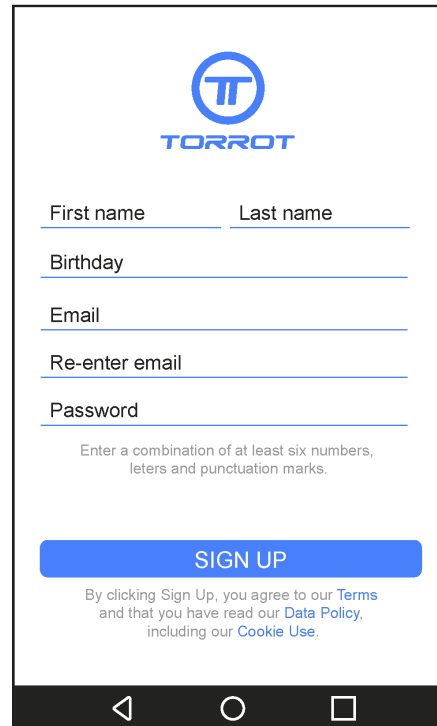 TORROT
First name Last name
Birthday
Email
Re-enter email
Password
Enter a combination of at least six numbers,
leters and punctuation marks.
SIGN UP
By clicking Sign Up, you agree to our Terms
and that you have read our Data Policy,
including our Cookie Use.